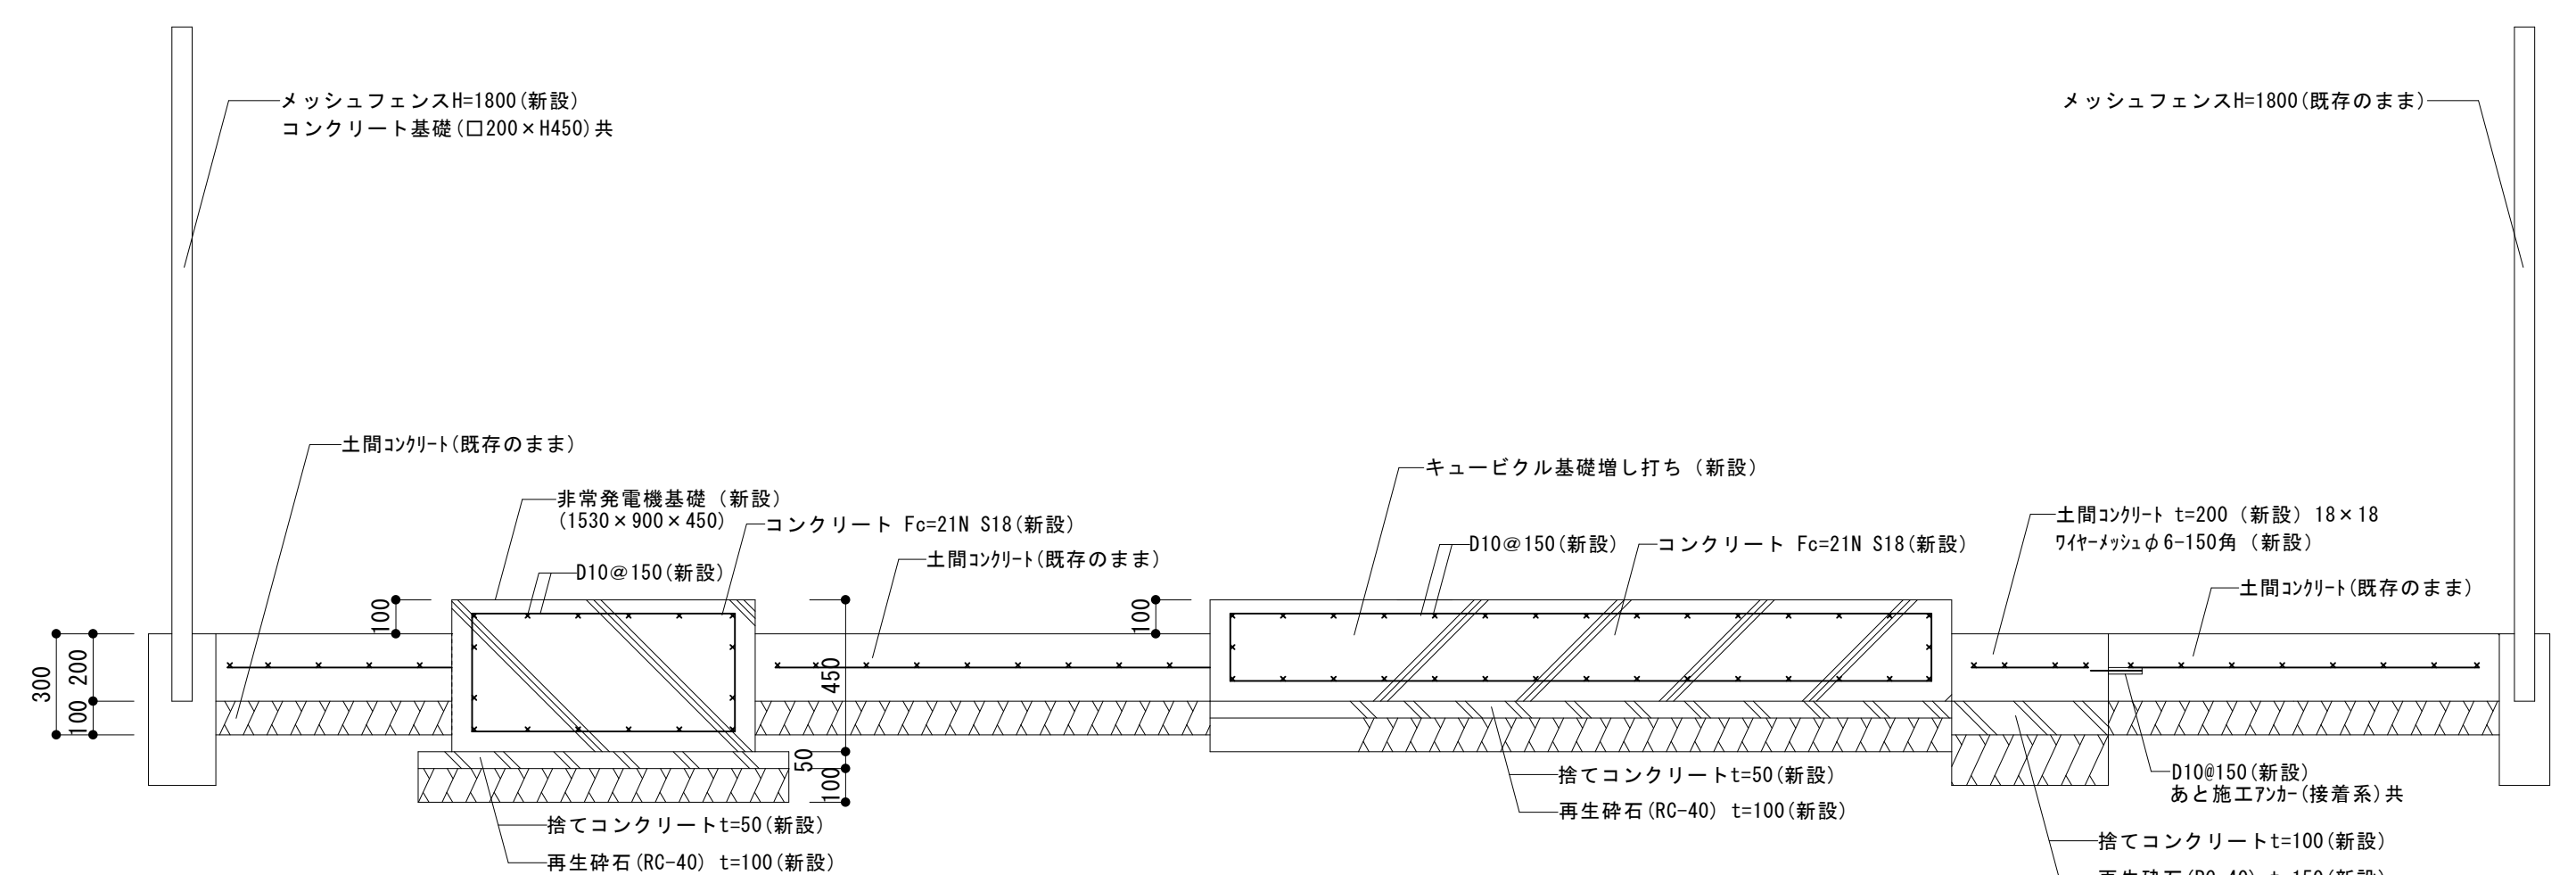 メッシュフェンスH=1800(新設)
コンクリート基礎(□200×H450)共
メッシュフェンスH=1800(既存のまま)
土間ｺﾝｸﾘｰﾄ(既存のまま)
キュービクル基礎増し打ち（新設）
非常発電機基礎（新設）
(1530×900×450)
コンクリート Fc=21N S18(新設)
土間ｺﾝｸﾘｰﾄ t=200（新設）18×18
ﾜｲﾔｰﾒｯｼｭφ6-150角（新設）
D10＠150(新設)
コンクリート Fc=21N S18(新設)
土間ｺﾝｸﾘｰﾄ(既存のまま)
D10＠150(新設)
土間ｺﾝｸﾘｰﾄ(既存のまま)
100
100
300
200
100
450
50
100
捨てコンクリートt=50(新設)
再生砕石(RC-40) t=100(新設)
D10@150(新設)
あと施工ｱﾝｶｰ(接着系)共
捨てコンクリートt=50(新設)
再生砕石(RC-40) t=100(新設)
捨てコンクリートt=100(新設)
再生砕石(RC-40) t=150(新設)